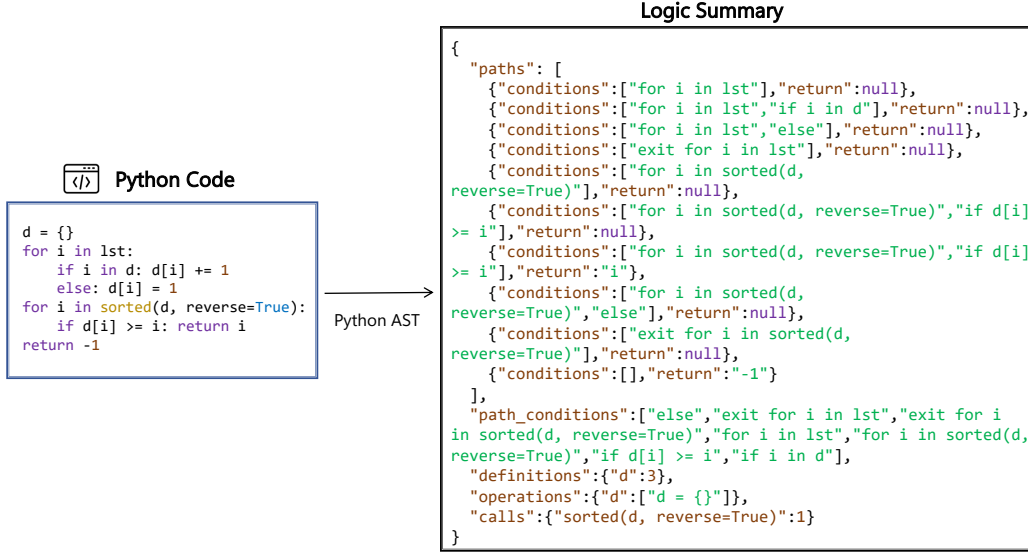 Logic Summary
Python Code
d = {}
for i in lst:
    if i in d: d[i] += 1
    else: d[i] = 1
for i in sorted(d, reverse=True):
    if d[i] >= i: return i
return -1
Python AST
{
  "paths": [
    {"conditions":["for i in lst"],"return":null},
    {"conditions":["for i in lst","if i in d"],"return":null},
    {"conditions":["for i in lst","else"],"return":null},
    {"conditions":["exit for i in lst"],"return":null},
    {"conditions":["for i in sorted(d,
reverse=True)"],"return":null},
    {"conditions":["for i in sorted(d, reverse=True)","if d[i]
>= i"],"return":null},
    {"conditions":["for i in sorted(d, reverse=True)","if d[i]
>= i"],"return":"i"},
    {"conditions":["for i in sorted(d,
reverse=True)","else"],"return":null},
    {"conditions":["exit for i in sorted(d,
reverse=True)"],"return":null},
    {"conditions":[],"return":"-1"}
  ],
  "path_conditions":["else","exit for i in lst","exit for i
in sorted(d, reverse=True)","for i in lst","for i in sorted(d,
reverse=True)","if d[i] >= i","if i in d"],
  "definitions":{"d":3},
  "operations":{"d":["d = {}"]},
  "calls":{"sorted(d, reverse=True)":1}
}